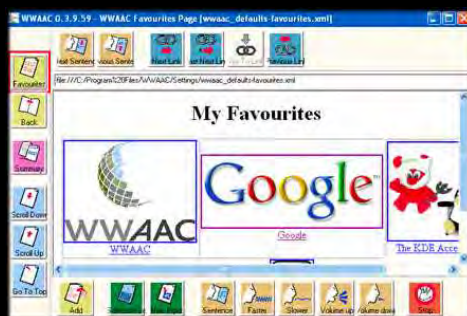 WWAAC 0.3.9.59 - WWAAC Favourites Page [wwaac_defaults-favourites.xml]
Next Link
Favourites
file:///C:/Program%20Files/WWAAC/Settings/wwaac_defaults-favourites.xml
Back
My Favourites
Summary
Scroll Down
WWAAC
Google
WWAAC
Google
The KDE Acce
Scroll Up
Go To Top
Add
Sentence
Faster
Slower
Volume up
Volume down
Stop